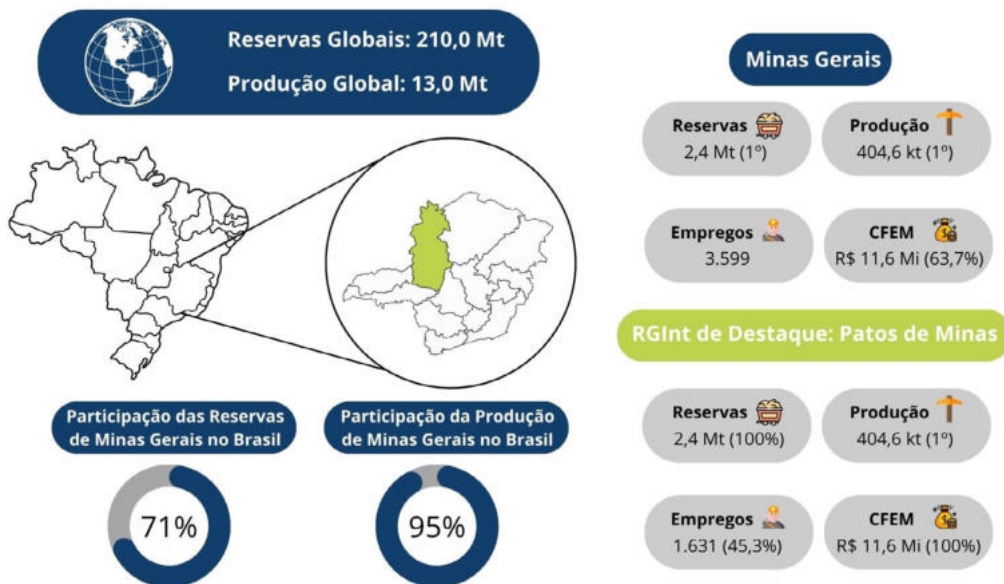 Reservas Globais: 210,0 Mt
Produção Global: 13,0 Mt
Participação das Reservas
de Minas Gerais no Brasil
71%
Participação da Produção
de Minas Gerais no Brasil
95%
Minas Gerais
Reservas
2,4 Mt (1º)
Produção
404,6 kt (1º)
Empregos
3.599
CFEM
R$ 11,6 Mi (63,7%)
RGInt de Destaque: Patos de Minas
Reservas
2,4 Mt (100%)
Produção
404,6 kt (1º)
Empregos
1.631 (45,3%)
CFEM
R$ 11,6 Mi (100%)